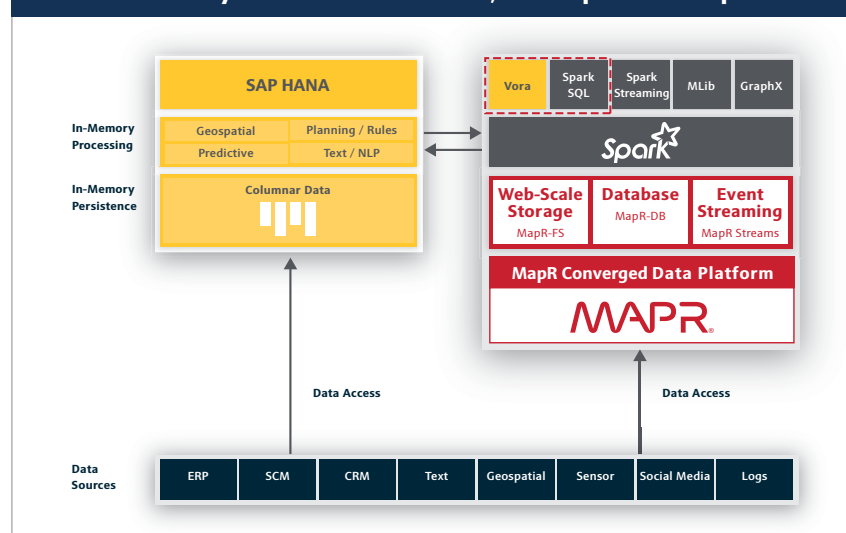 SAP HANA
Vora
Spark
SQL
Spark
Streaming
MLib
GraphX
In-Memory
Processing
Geospatial
Planning / Rules
Predictive
Text / NLP
Spark
In-Memory
Persistence
Columnar Data
Web-Scale
Storage
MapR-FS
Database
MapR-DB
Event
Streaming
MapR Streams
MapR Converged Data Platform
MAPR®
Data Access
Data Access
Data
Sources
ERP
SCM
CRM
Text
Geospatial
Sensor
Social Media
Logs